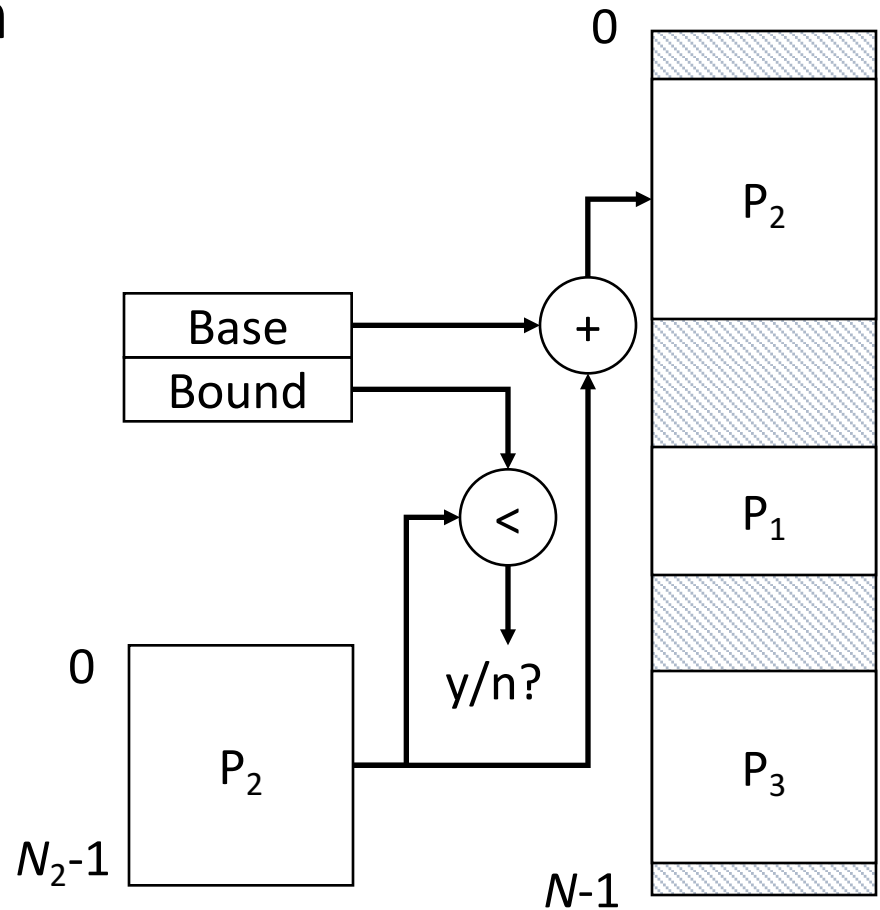 0
P₂
Base
+
Bound
<
P₁
0
y/n?
P₂
P₃
N₂-1
N-1